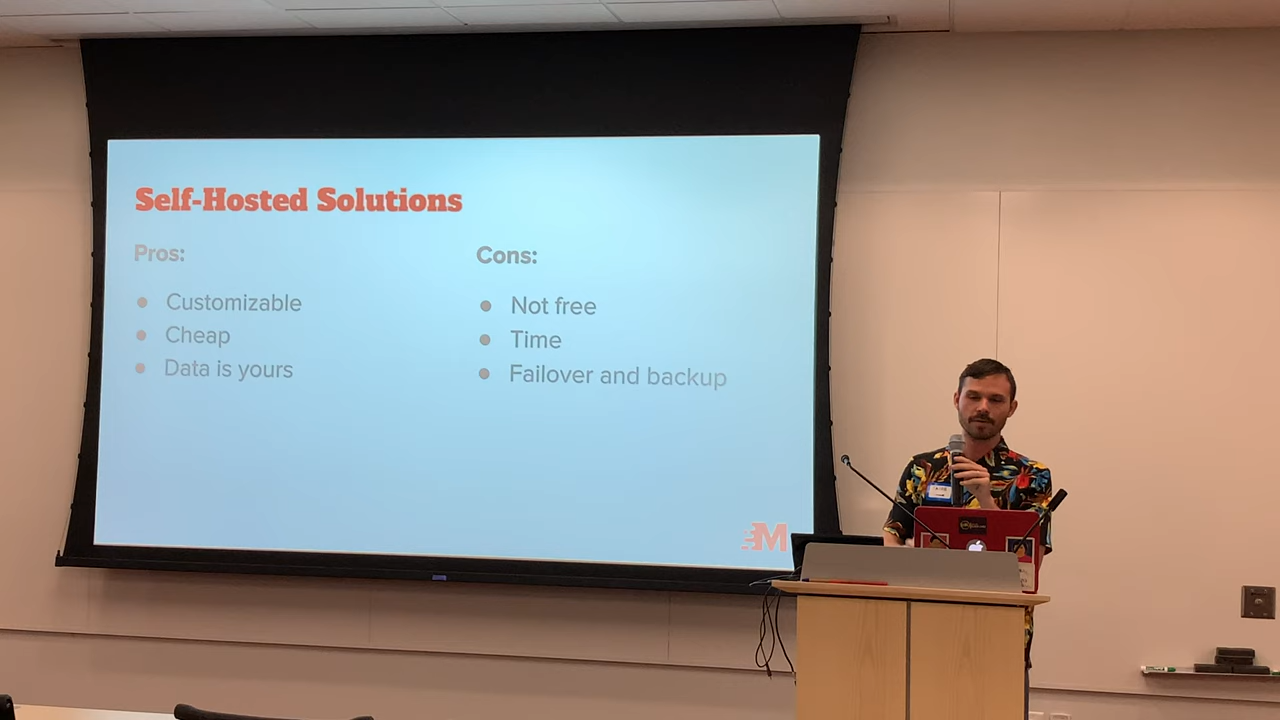 Self-Hosted Solutions
Pros:
Customizable
Cheap
Data is yours
Cons:
Not free
Time
Failover and backup
M